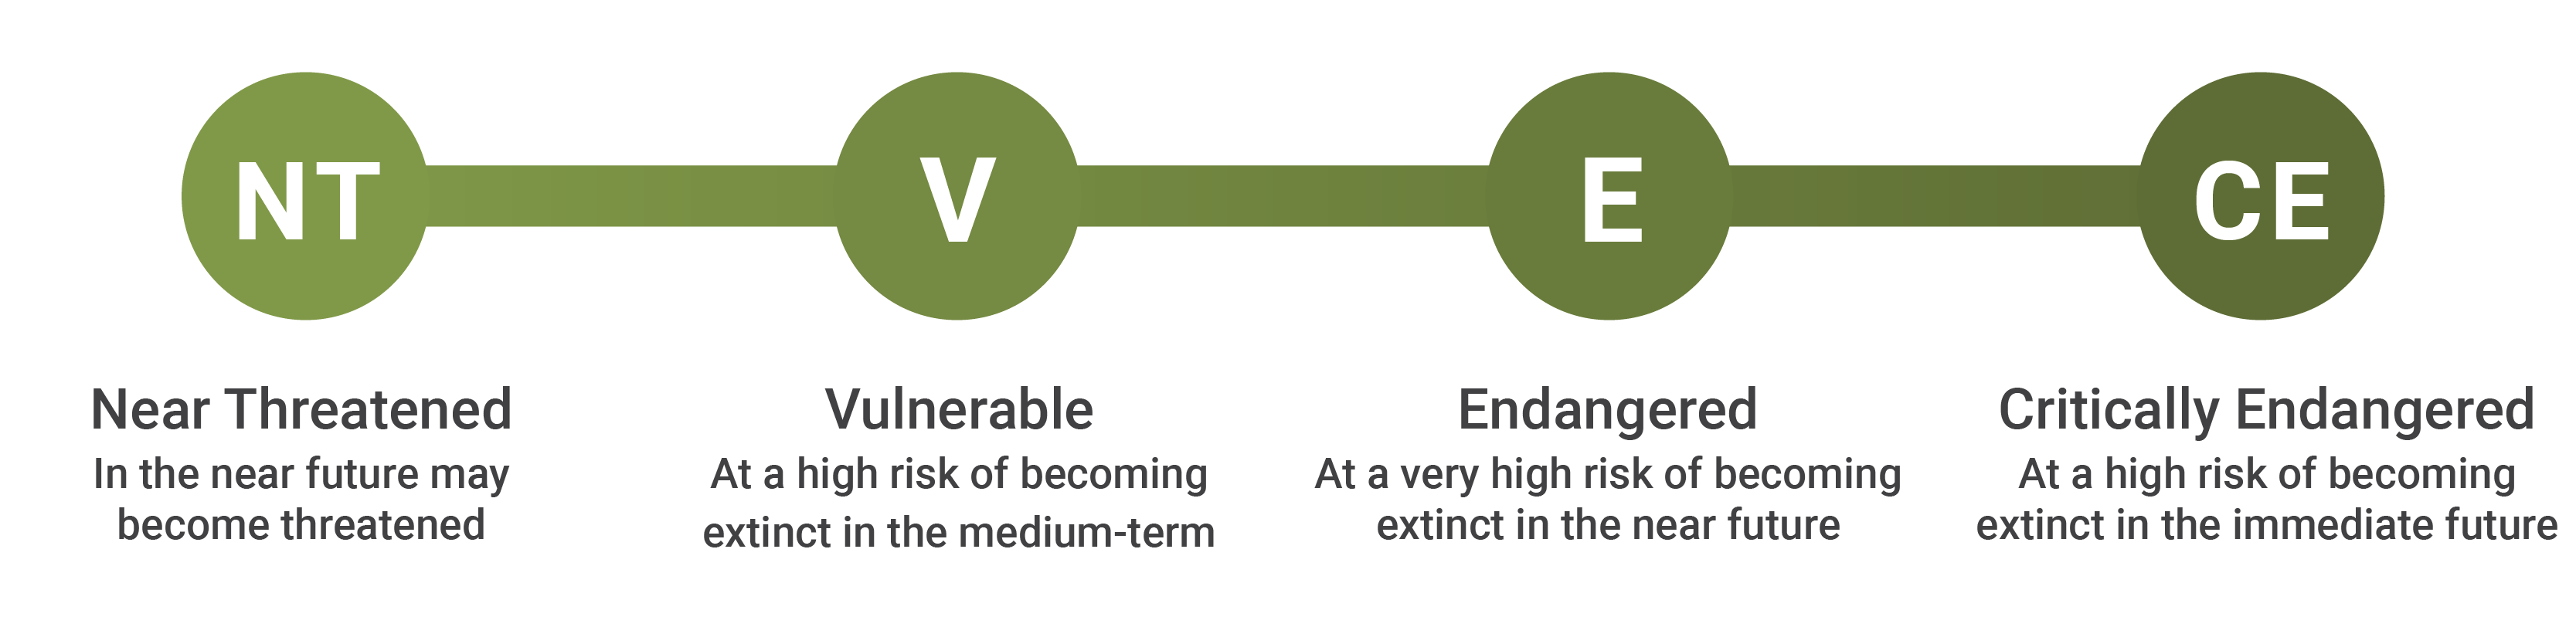 NT
V
E
CE
Near Threatened
In the near future may
become threatened
Vulnerable
At a high risk of becoming
extinct in the medium-term
Endangered
At a very high risk of becoming
extinct in the near future
Critically Endangered
At a high risk of becoming
extinct in the immediate future